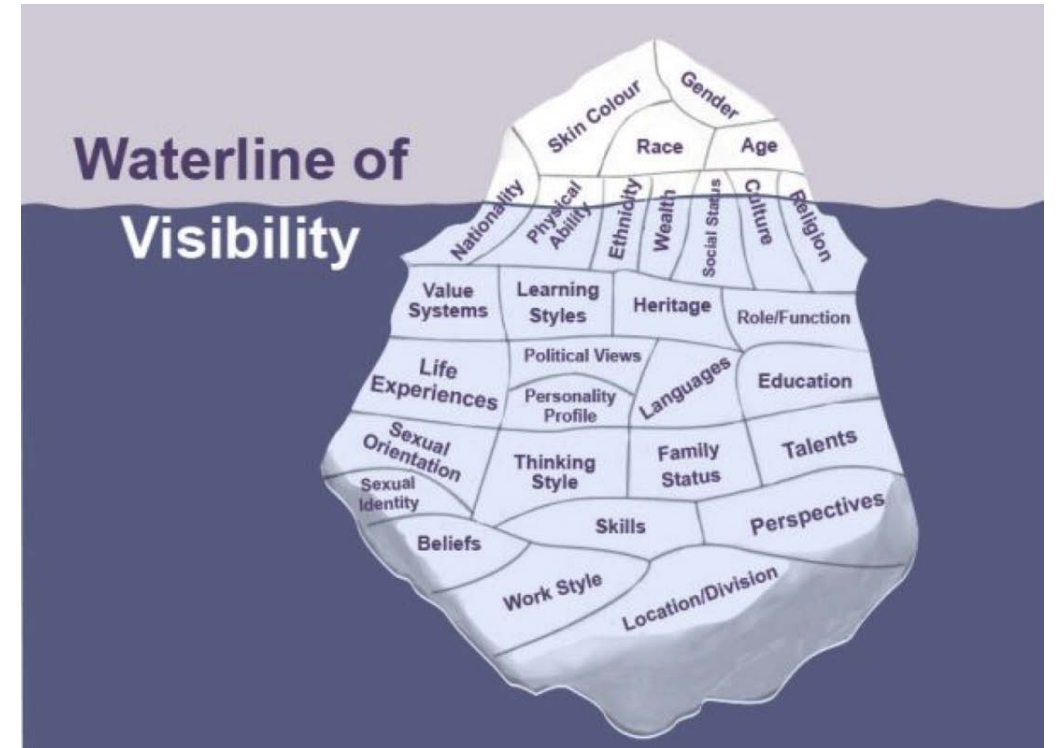 Waterline of
Visibility
Skin Colour
Gender
Race
Age
Nationality
Physical
Ability
Ethnicity
Wealth
Social Status
Culture
Religion
Value
Systems
Learning
Styles
Heritage
Role/Function
Life
Experiences
Political Views
Personality
Profile
Languages
Education
Sexual
Orientation
Thinking
Style
Family
Status
Talents
Sexual
Identity
Skills
Perspectives
Beliefs
Work Style
Location/Division